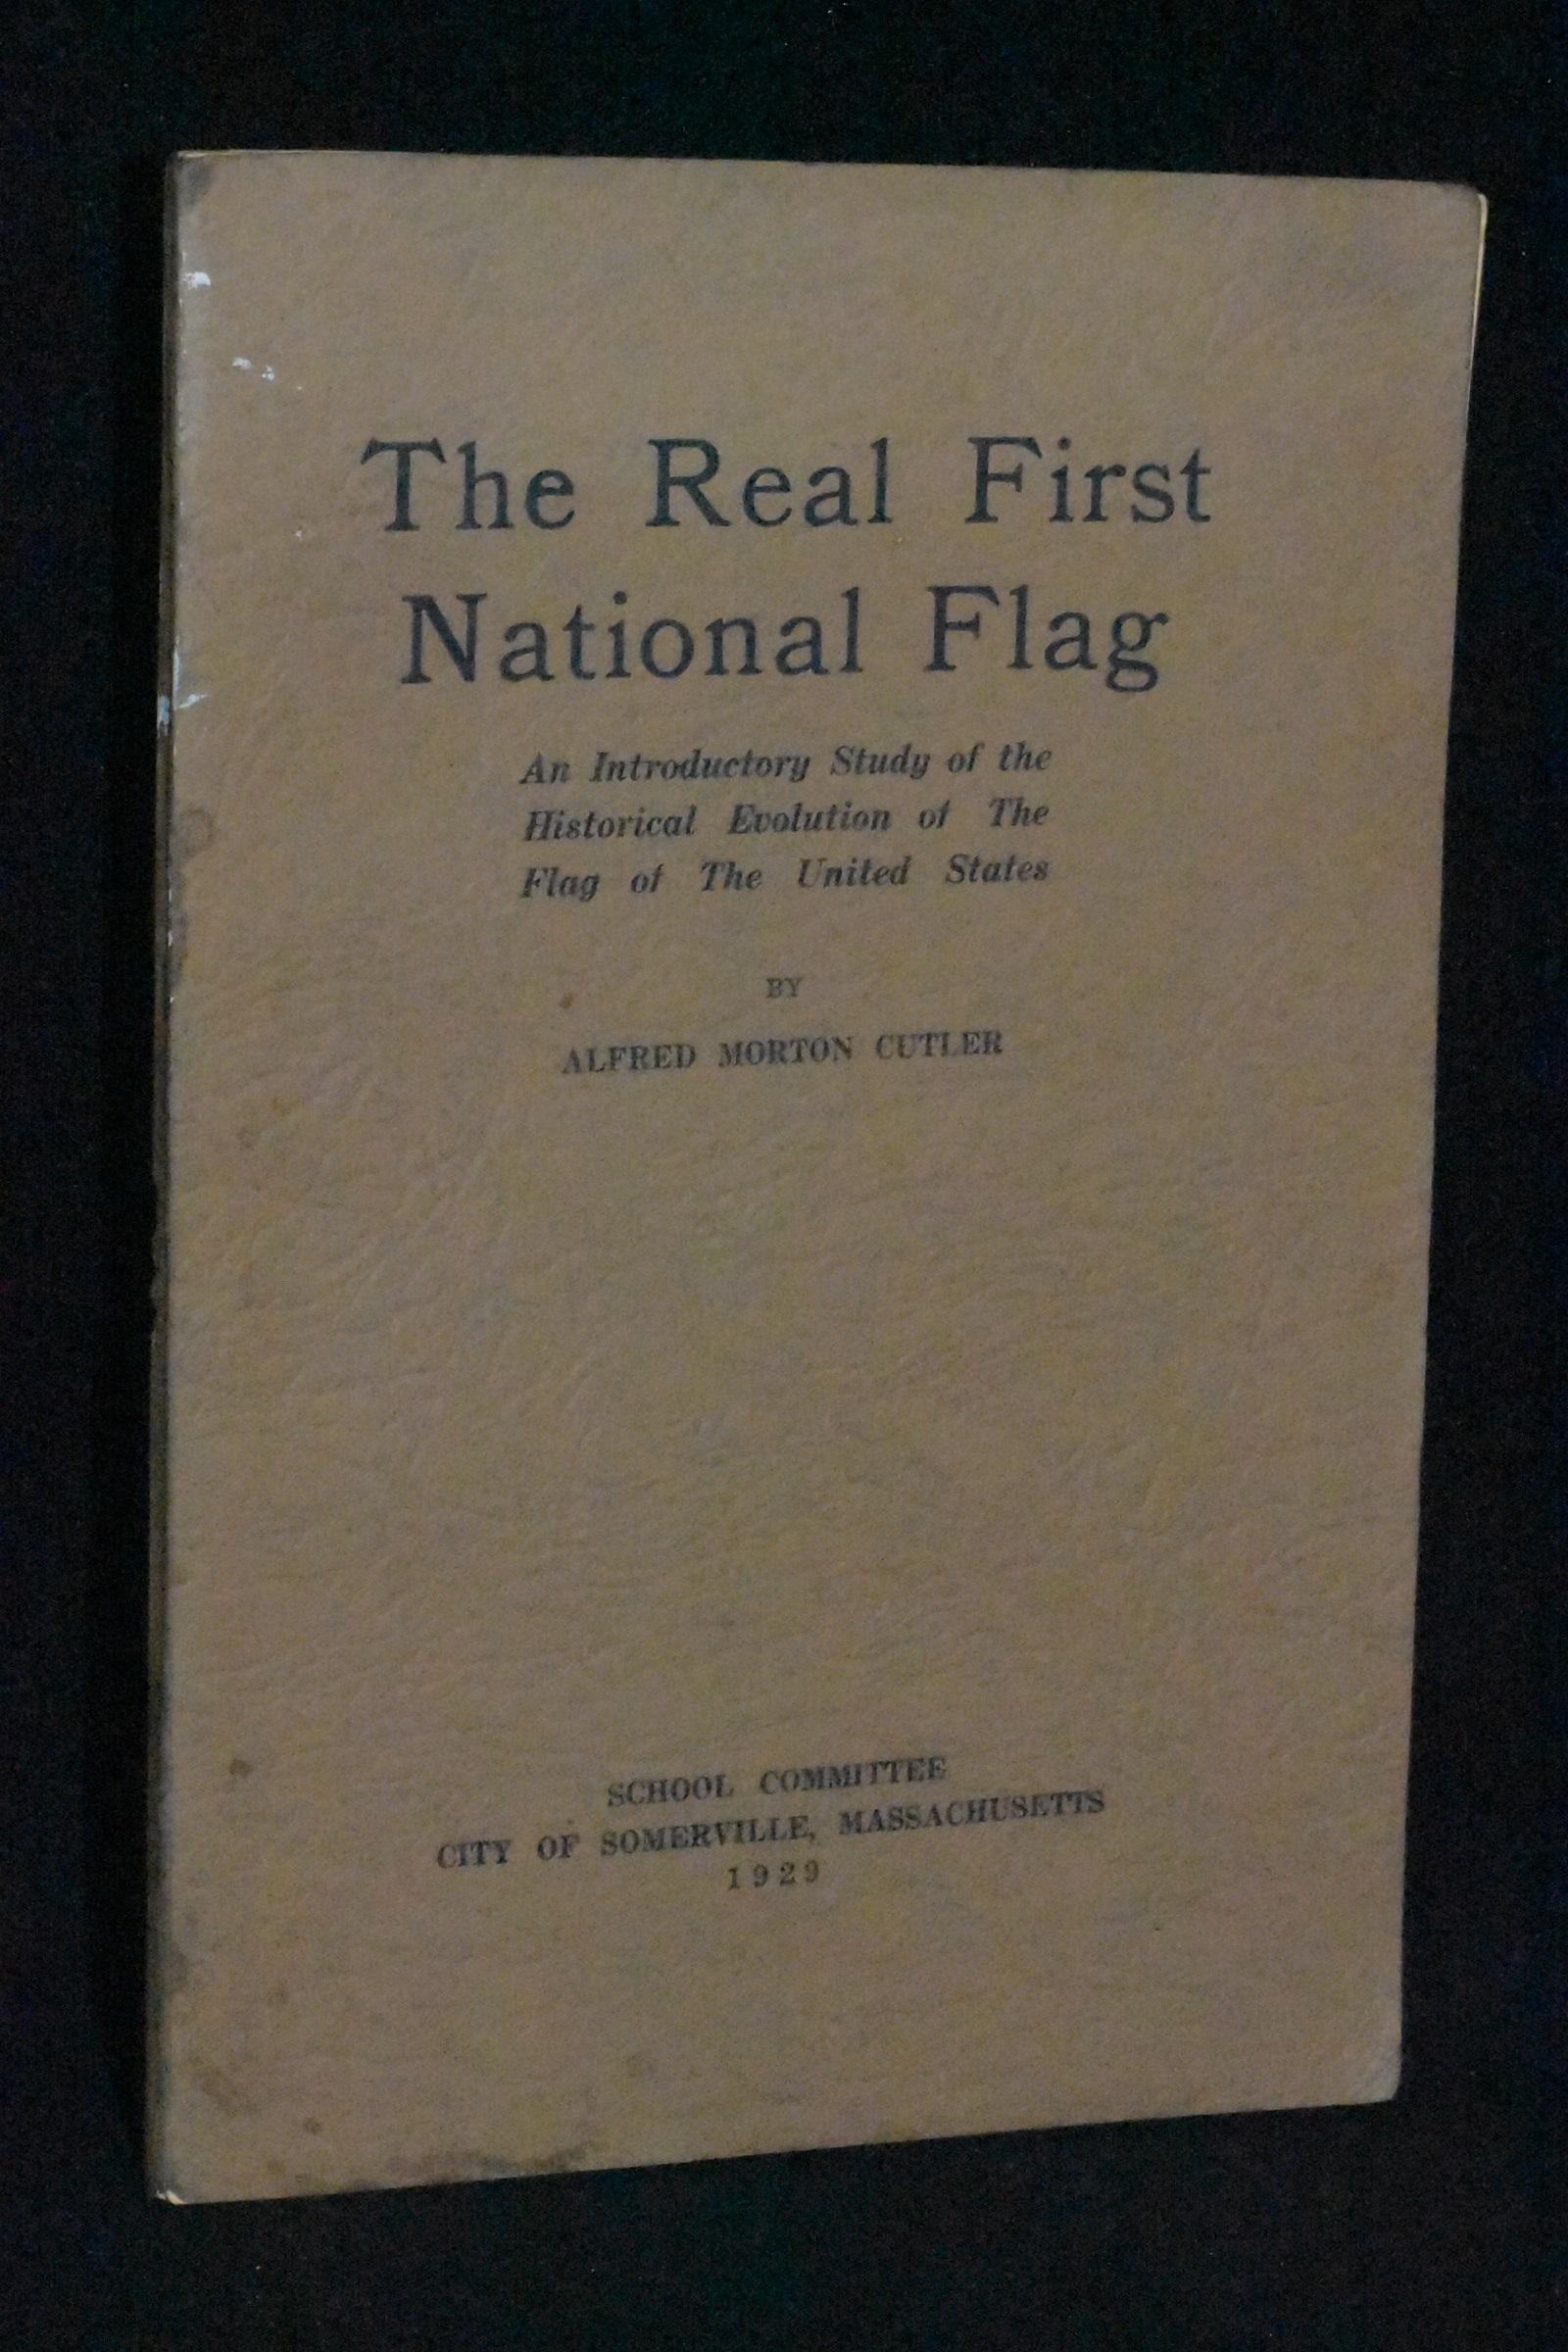 The Real First
National Flag
An Introductory Study of the
Historical Evolution of The
Flag of The United States
BY
ALFRED MORTON CUTLER
SCHOOL COMMITTEE
CITY OF SOMERVILLE, MASSACHUSETTS
1929